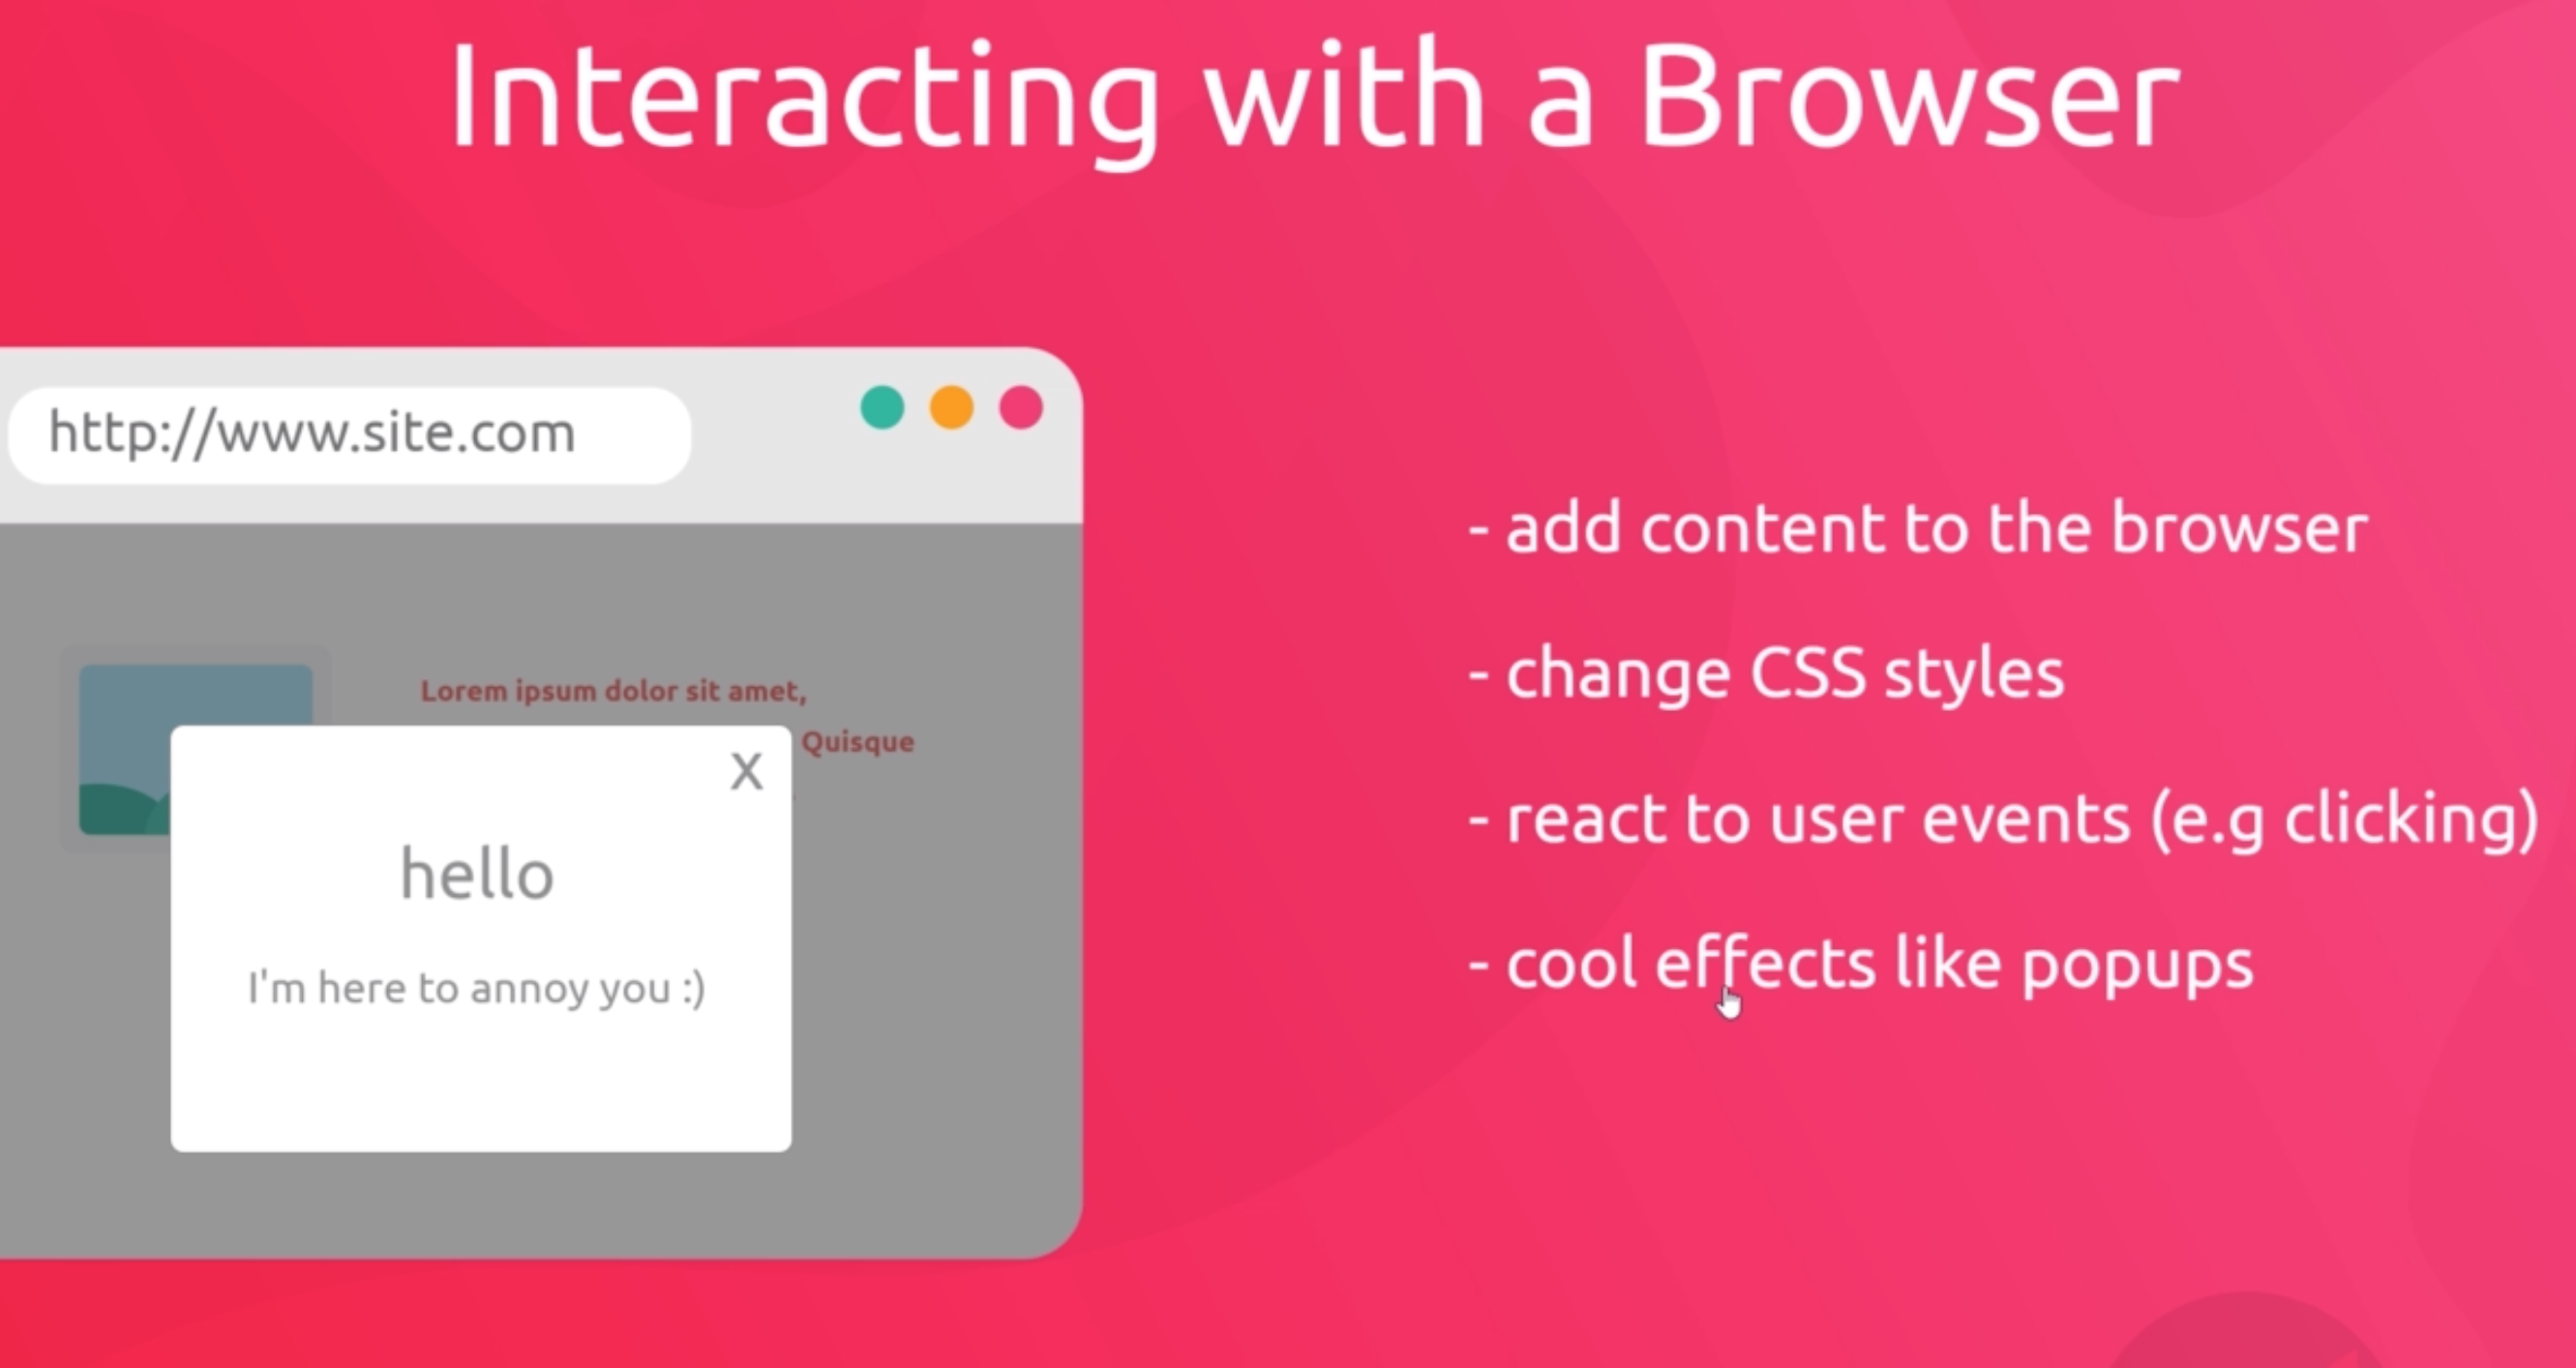 Interacting with a Browser
http://www.site.com
Lorem ipsum dolor sit amet,
Quisque
X
hello
I'm here to annoy you :)
- add content to the browser
- change CSS styles
- react to user events (e.g clicking)
- cool effects like popups